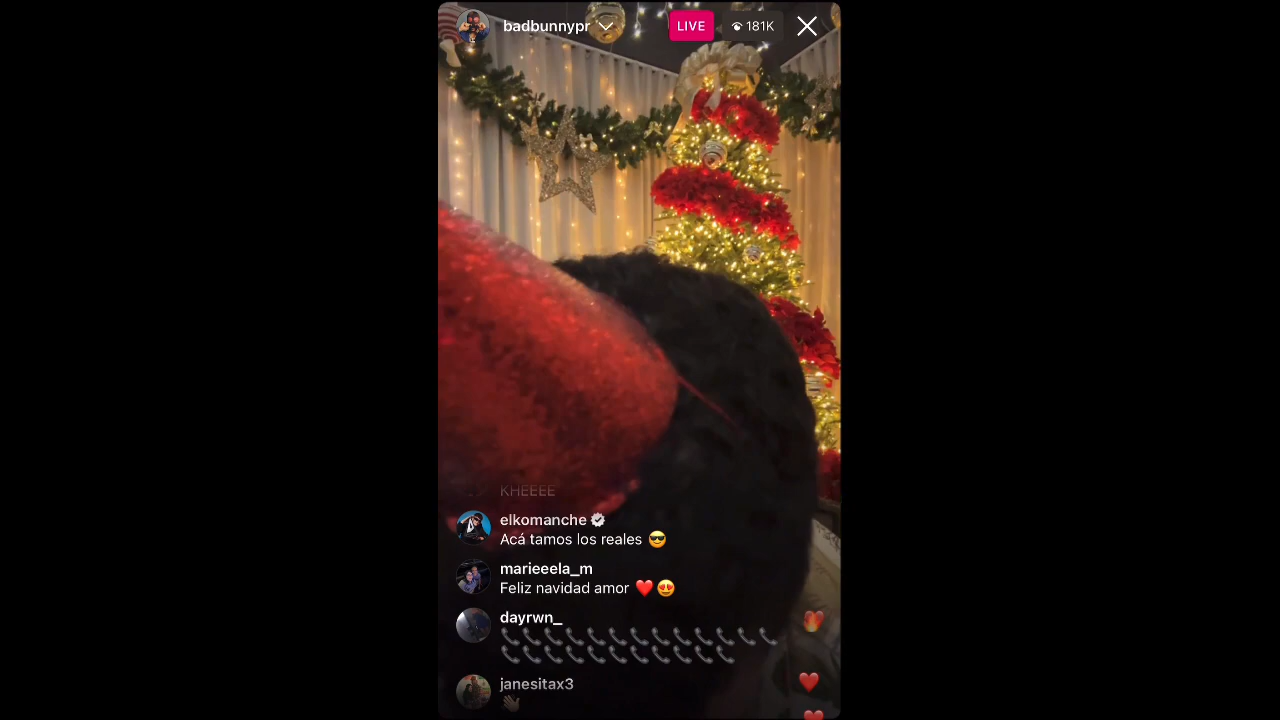 badbunnypr
LIVE
181K
KHEEEE
elkomanche
Acá tamos los reales 😎
marieeela_m
Feliz navidad amor ❤️😍
dayrwn_
📞📞📞📞📞📞📞📞📞📞📞📞📞
📞📞📞📞📞📞📞📞📞📞📞
janesitax3
👋🏿